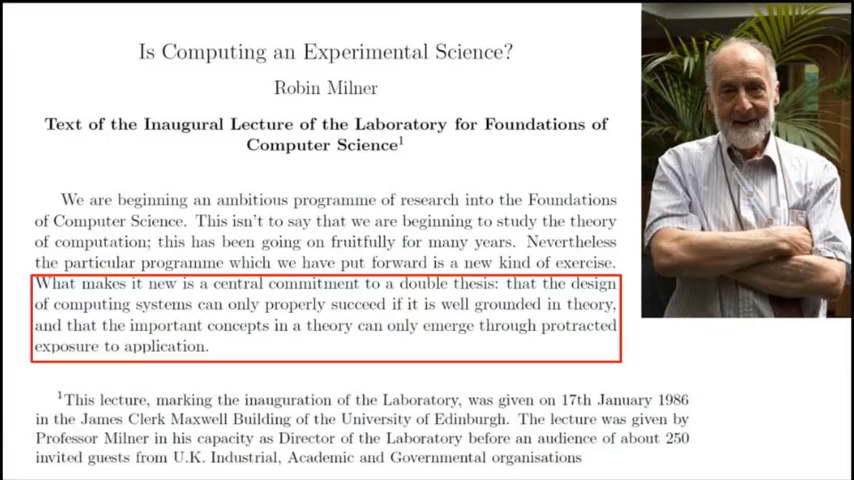 Is Computing an Experimental Science?
Robin Milner
Text of the Inaugural Lecture of the Laboratory for Foundations of
Computer Science1
We are beginning an ambitious programme of research into the Foundations
of Computer Science. This isn't to say that we are beginning to study the theory
of computation; this has been going on fruitfully for many years. Nevertheless
the particular programme which we have put forward is a new kind of exercise.
What makes it new is a central commitment to a double thesis: that the design
of computing systems can only properly succeed if it is well grounded in theory,
and that the important concepts in a theory can only emerge through protracted
exposure to application.
1This lecture, marking the inauguration of the Laboratory, was given on 17th January 1986
in the James Clerk Maxwell Building of the University of Edinburgh. The lecture was given by
Professor Milner in his capacity as Director of the Laboratory before an audience of about 250
invited guests from U.K. Industrial, Academic and Governmental organisations